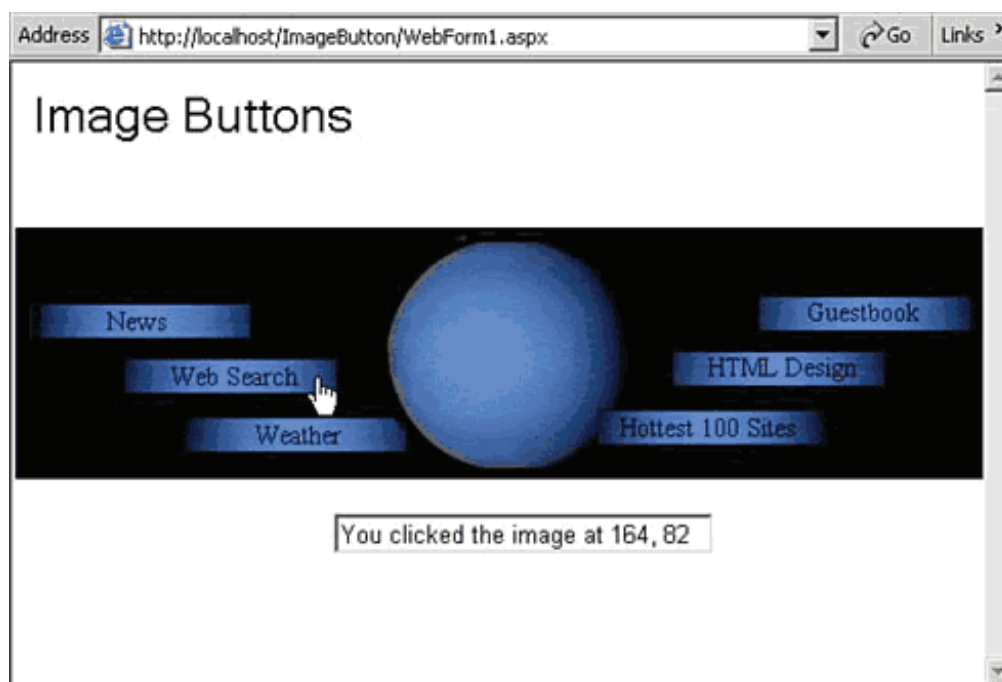 Address http://localhost/ImageButton/WebForm1.aspx Go Links
Image Buttons
News
Guestbook
Web Search
HTML Design
Weather
Hottest 100 Sites
You clicked the image at 164, 82